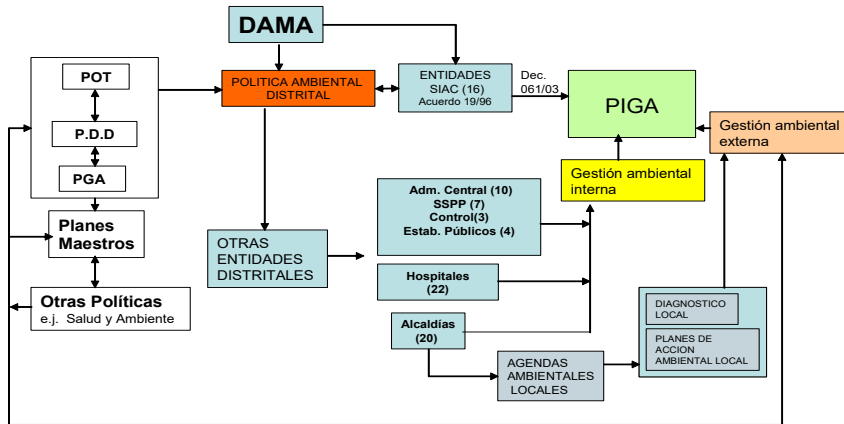 DAMA
POT
P.D.D
PGA
POLITICA AMBIENTAL
DISTRITAL
ENTIDADES
SIAC (16)
Acuerdo 19/96
Dec.
061/03
PIGA
Gestión ambiental
externa
Gestión ambiental
interna
Adm. Central (10)
SSPP (7)
Control(3)
Estab. Públicos (4)
Planes
Maestros
OTRAS
ENTIDADES
DISTRITALES
Hospitales
(22)
Otras Políticas
e.j. Salud y Ambiente
Alcaldías
(20)
DIAGNOSTICO
LOCAL
PLANES DE
ACCION
AMBIENTAL LOCAL
AGENDAS
AMBIENTALES
LOCALES